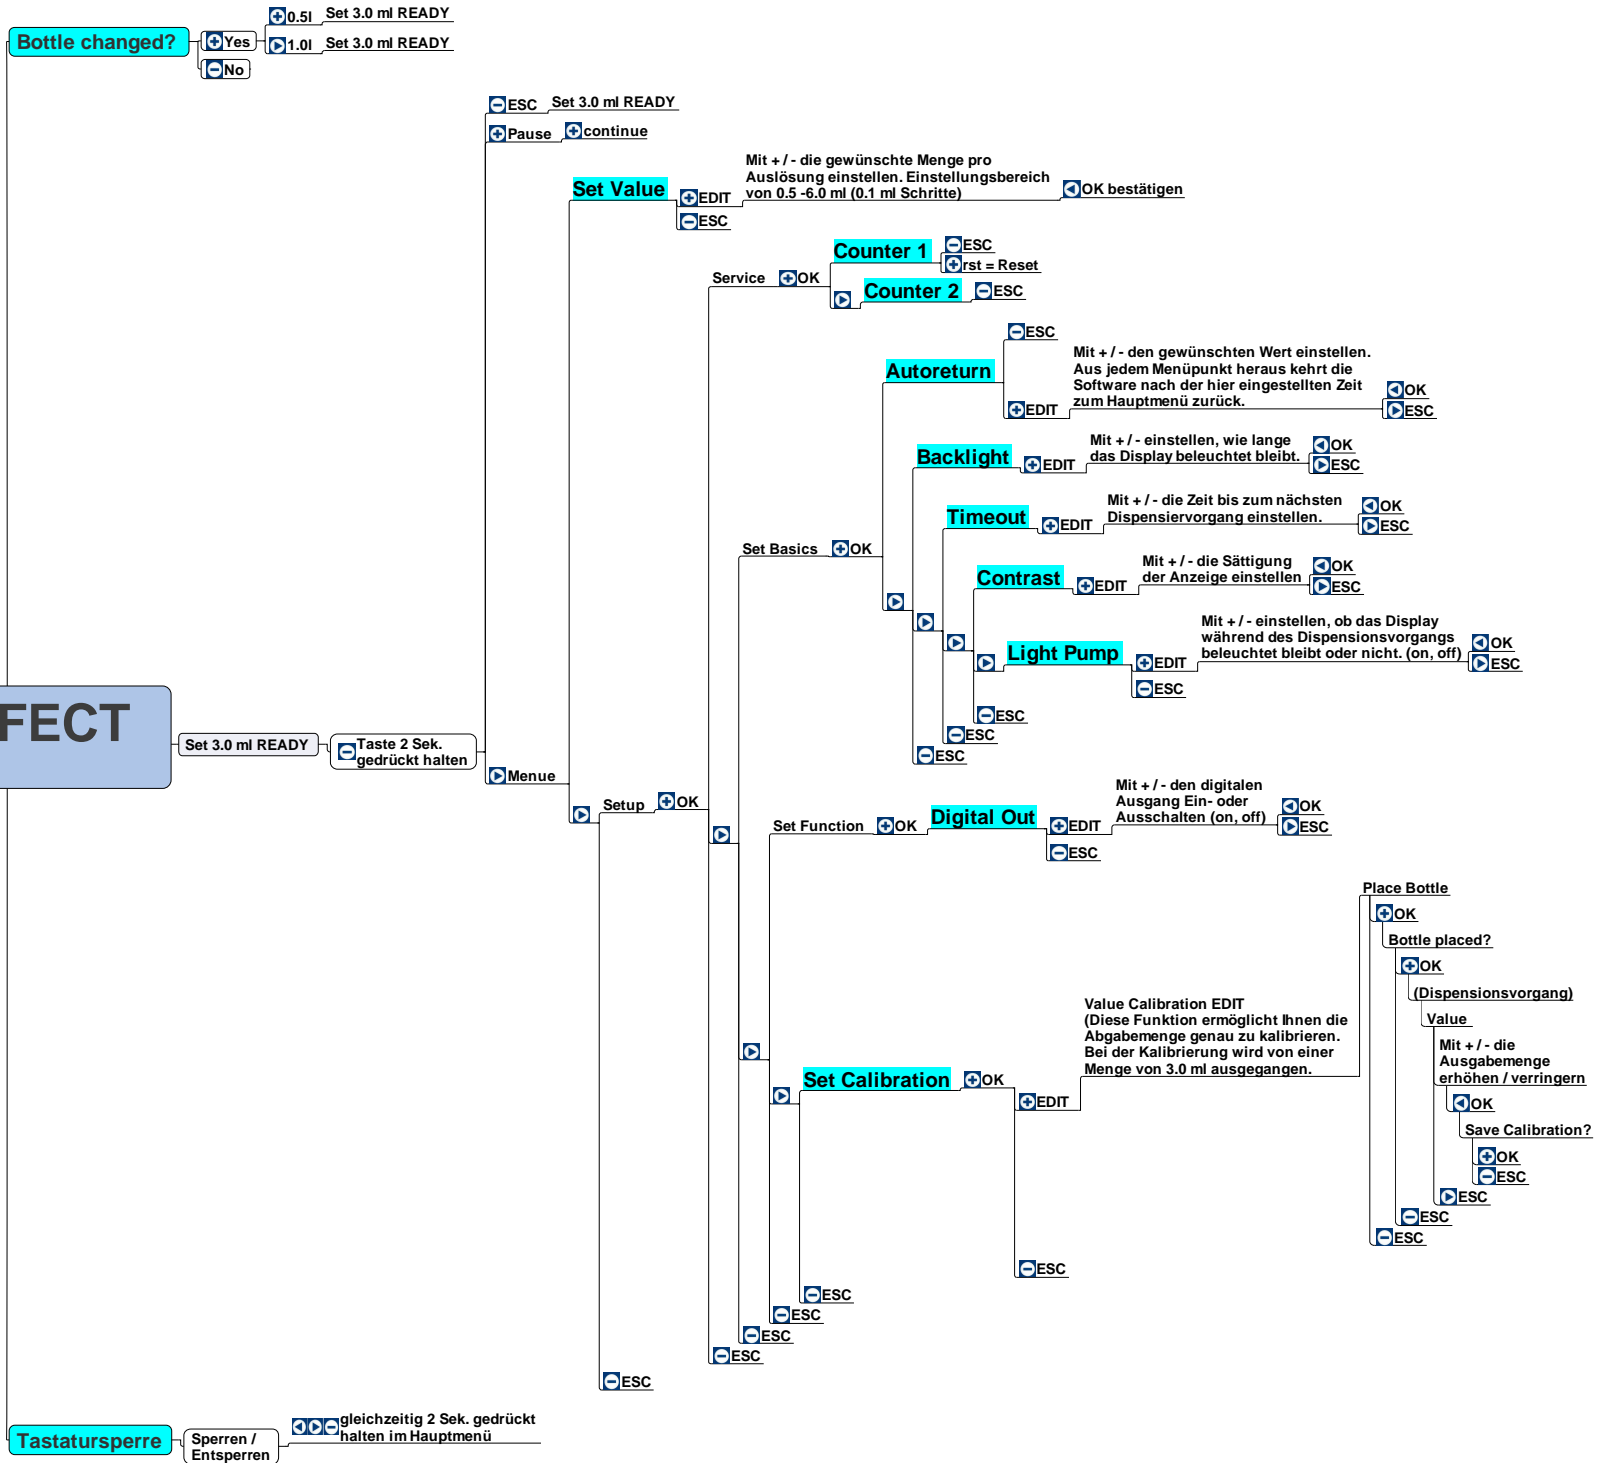 Bottle changed?
Yes
0.5l
Set 3.0 ml READY
1.0l
Set 3.0 ml READY
No
FECT
Set 3.0 ml READY
Taste 2 Sek.
gedrückt halten
ESC
Set 3.0 ml READY
Pause
continue
Menue
Set Value
EDIT
Mit + / - die gewünschte Menge pro
Auslösung einstellen. Einstellungsbereich
von 0.5 -6.0 ml (0.1 ml Schritte)
OK bestätigen
ESC
Setup
OK
Service
OK
Counter 1
ESC
rst = Reset
Counter 2
ESC
Set Basics
OK
Autoreturn
ESC
EDIT
Mit + / - den gewünschten Wert einstellen.
Aus jedem Menüpunkt heraus kehrt die
Software nach der hier eingestellten Zeit
zum Hauptmenü zurück.
OK
ESC
Backlight
EDIT
Mit + / - einstellen, wie lange
das Display beleuchtet bleibt.
OK
ESC
Timeout
EDIT
Mit + / - die Zeit bis zum nächsten
Dispensiervorgang einstellen.
OK
ESC
Contrast
EDIT
Mit + / - die Sättigung
der Anzeige einstellen
OK
ESC
Light Pump
EDIT
Mit + / - einstellen, ob das Display
während des Dispensionsvorgangs
beleuchtet bleibt oder nicht. (on, off)
OK
ESC
ESC
ESC
ESC
ESC
Set Function
OK
Digital Out
EDIT
Mit + / - den digitalen
Ausgang Ein- oder
Ausschalten (on, off)
OK
ESC
ESC
Set Calibration
OK
EDIT
Value Calibration EDIT
(Diese Funktion ermöglicht Ihnen die
Abgabemenge genau zu kalibrieren.
Bei der Kalibrierung wird von einer
Menge von 3.0 ml ausgegangen.
Place Bottle
OK
Bottle placed?
OK
(Dispensionsvorgang)
Value
Mit + / - die
Ausgabemenge
erhöhen / verringern
OK
Save Calibration?
OK
ESC
ESC
ESC
ESC
ESC
ESC
ESC
ESC
ESC
ESC
Tastatursperre
Sperren /
Entsperren
gleichzeitig 2 Sek. gedrückt
halten im Hauptmenü